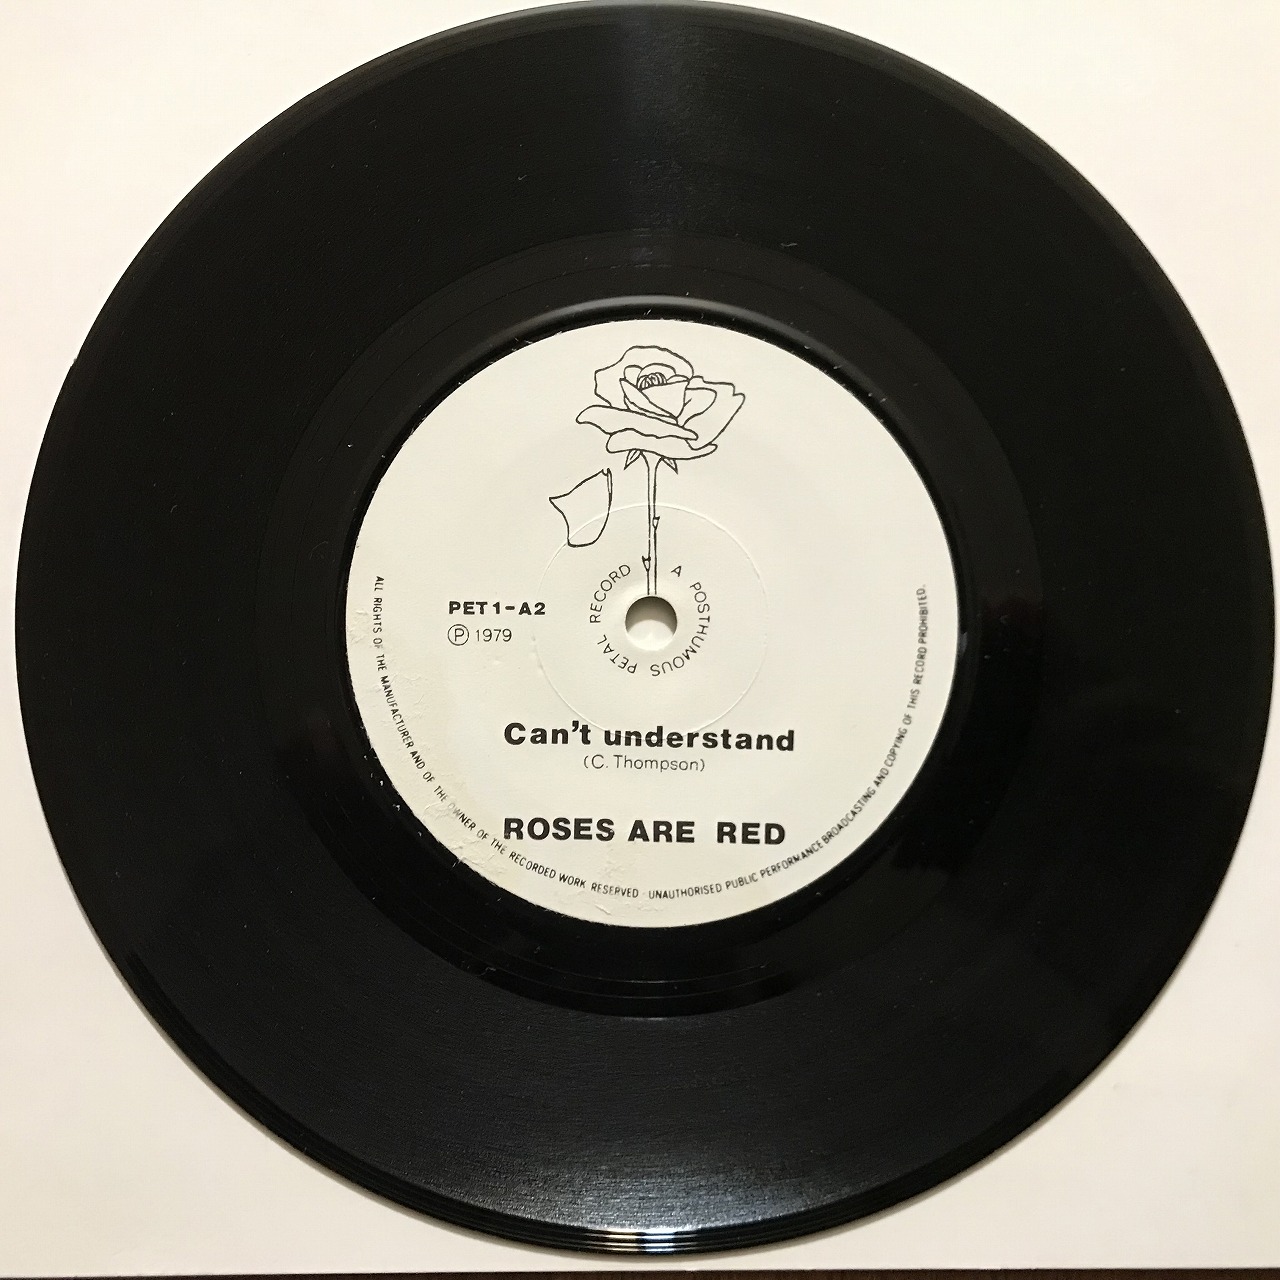 A POSTHUMOUS PETAL RECORD
PET 1-A2
Ⓟ 1979
Can't understand
(C. Thompson)
ROSES ARE RED
ALL RIGHTS OF THE MANUFACTURER AND OF THE OWNER OF THE RECORDED WORK RESERVED · UNAUTHORISED PUBLIC PERFORMANCE BROADCASTING AND COPYING OF THIS RECORD PROHIBITED.